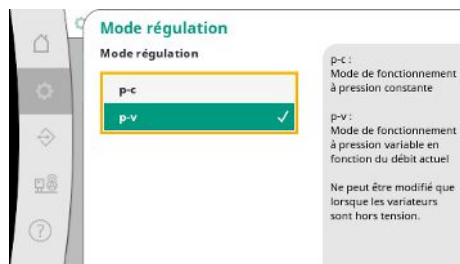 Mode régulation
Mode régulation
p-c
p-v
p-c :
Mode de fonctionnement
à pression constante
p-v :
Mode de fonctionnement
à pression variable en
fonction du débit actuel
Ne peut être modifié que
lorsque les variateurs
sont hors tension.
?